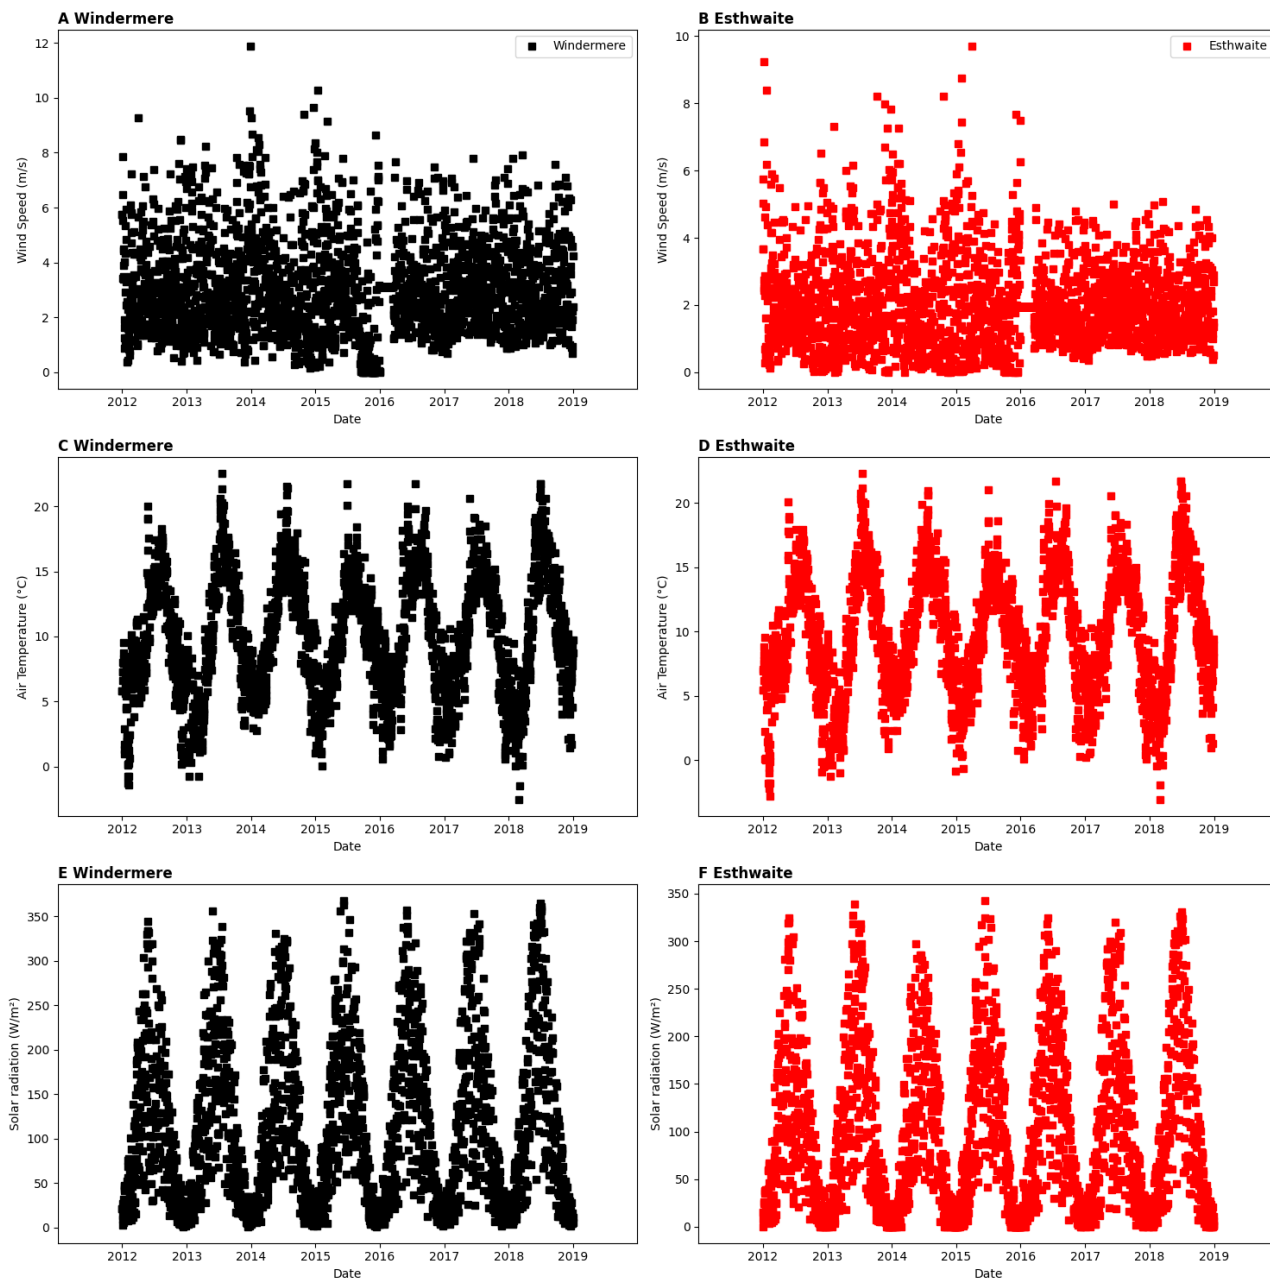 A Windermere
B Esthwaite
12
10
8
6
4
2
0
Wind Speed (m/s)
Windermere
2012 2013 2014 2015 2016 2017 2018 2019
Date
10
8
6
4
2
0
Wind Speed (m/s)
Esthwaite
2012 2013 2014 2015 2016 2017 2018 2019
Date
C Windermere
D Esthwaite
20
15
10
5
0
Air Temperature (°C)
2012 2013 2014 2015 2016 2017 2018 2019
Date
20
15
10
5
0
Air Temperature (°C)
2012 2013 2014 2015 2016 2017 2018 2019
Date
E Windermere
F Esthwaite
350
300
250
200
150
100
50
0
Solar radiation (W/m²)
2012 2013 2014 2015 2016 2017 2018 2019
Date
350
300
250
200
150
100
50
0
Solar radiation (W/m²)
2012 2013 2014 2015 2016 2017 2018 2019
Date